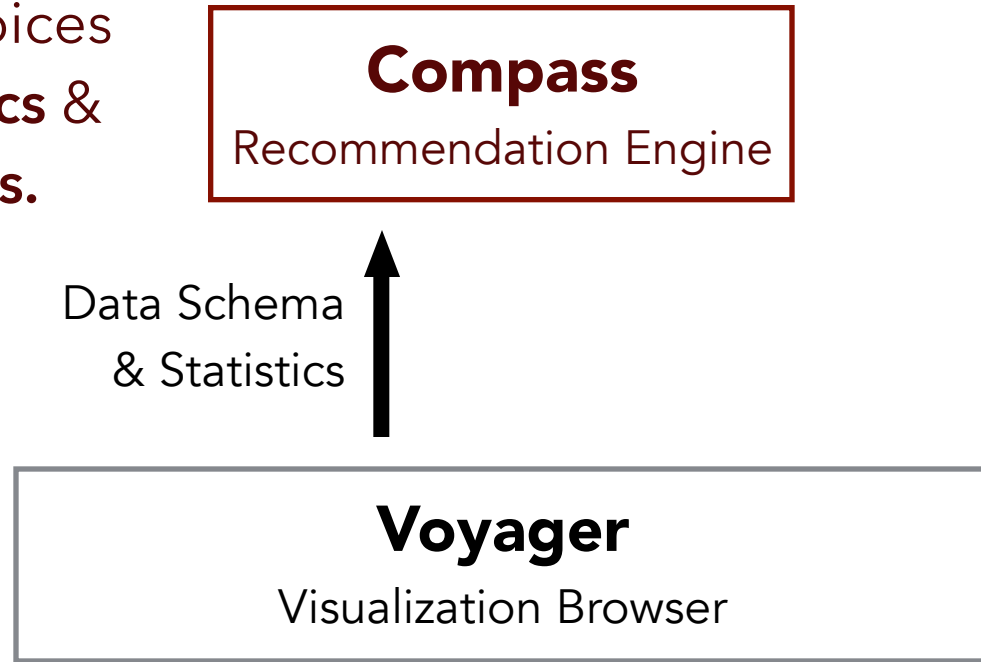 oices
cs &
s.
Compass
Recommendation Engine
Data Schema
& Statistics
Voyager
Visualization Browser